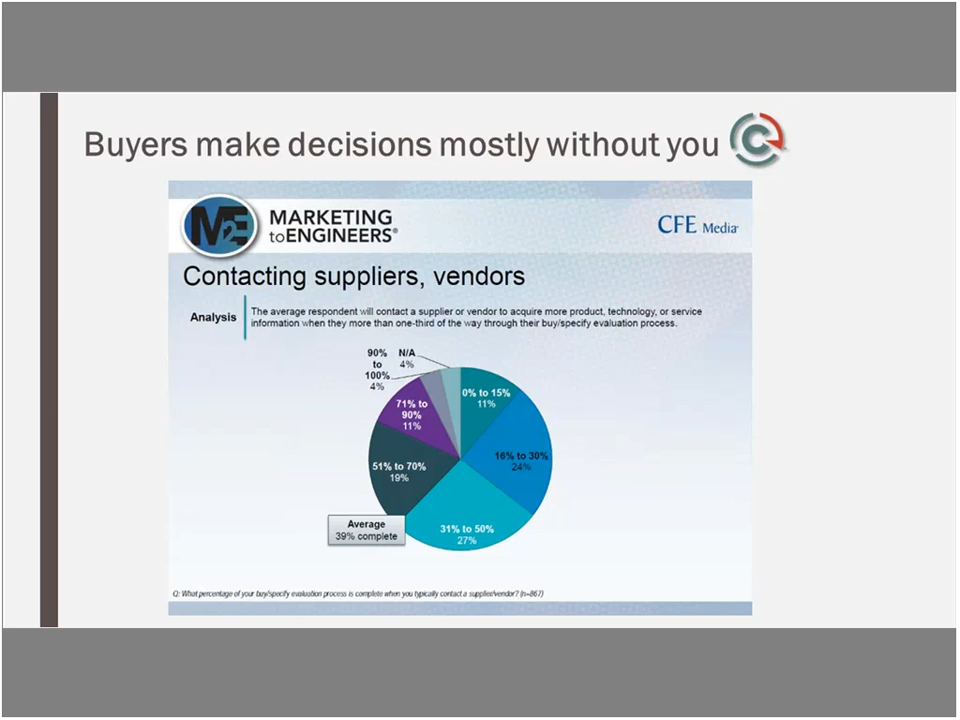 Buyers make decisions mostly without you
C
M2E
MARKETING
toENGINEERS®
CFE Media
Contacting suppliers, vendors
Analysis
The average respondent will contact a supplier or vendor to acquire more product, technology, or service
information when they more than one-third of the way through their buy/specify evaluation process.
90%
to
100%
4%
N/A
4%
0% to 15%
11%
71% to
90%
11%
16% to 30%
24%
51% to 70%
19%
Average
39% complete
31% to 50%
27%
Q: What percentage of your buy/specify evaluation process is complete when you typically contact a supplier/vendor? (n=867)